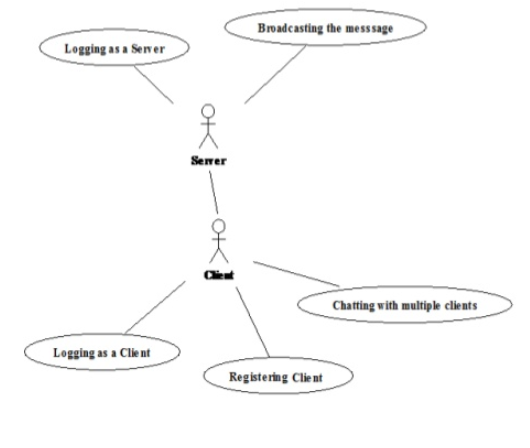 Broadcasting the messsage
Logging as a Server
Server
Client
Chatting with multiple clients
Logging as a Client
Registering Client